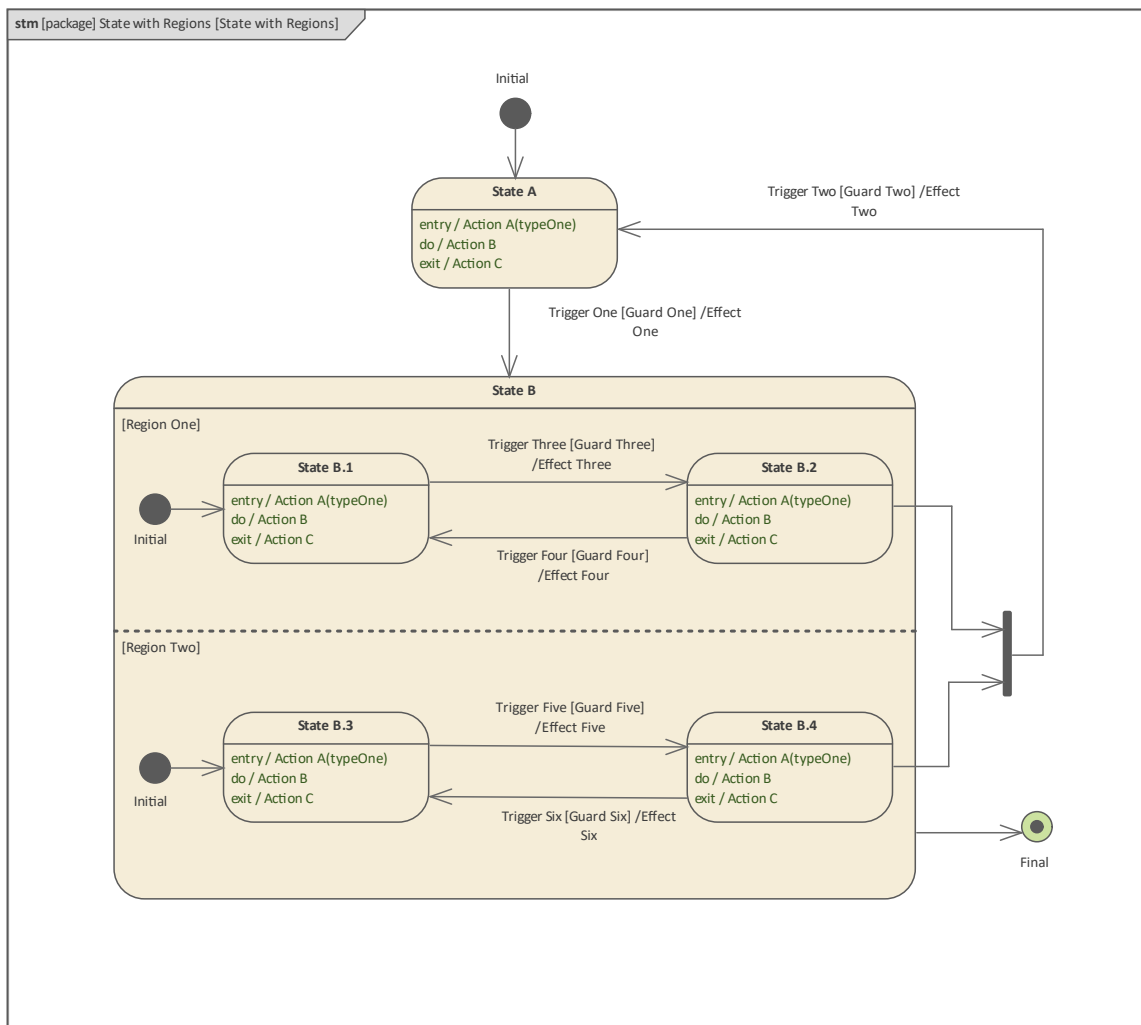 stm [package] State with Regions [State with Regions]
Initial
State A
entry / Action A(typeOne)
do / Action B
exit / Action C
Trigger Two [Guard Two] /Effect
Two
Trigger One [Guard One] /Effect
One
State B
[Region One]
Initial
State B.1
entry / Action A(typeOne)
do / Action B
exit / Action C
Trigger Three [Guard Three]
/Effect Three
Trigger Four [Guard Four]
/Effect Four
State B.2
entry / Action A(typeOne)
do / Action B
exit / Action C
[Region Two]
Initial
State B.3
entry / Action A(typeOne)
do / Action B
exit / Action C
Trigger Five [Guard Five]
/Effect Five
Trigger Six [Guard Six] /Effect
Six
State B.4
entry / Action A(typeOne)
do / Action B
exit / Action C
Final